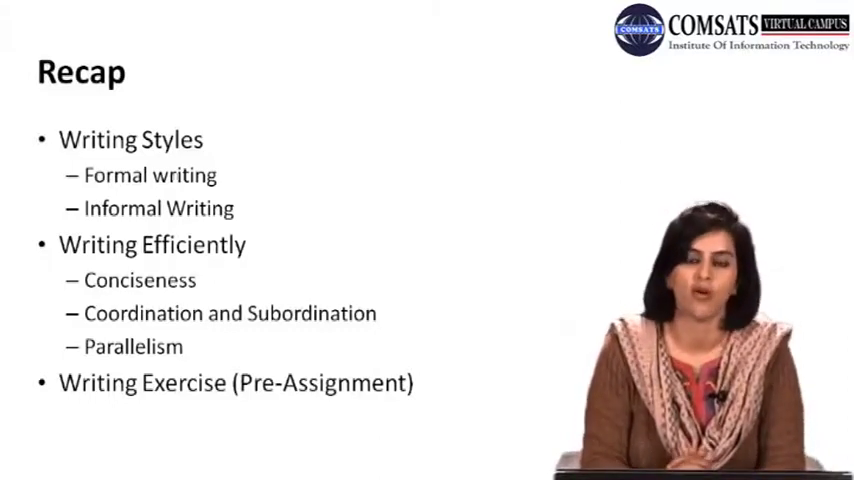 COMSATS VIRTUAL CAMPUS
COMSATS
Institute Of Information Technology
Recap
• Writing Styles
– Formal writing
– Informal Writing
• Writing Efficiently
– Conciseness
– Coordination and Subordination
– Parallelism
• Writing Exercise (Pre-Assignment)